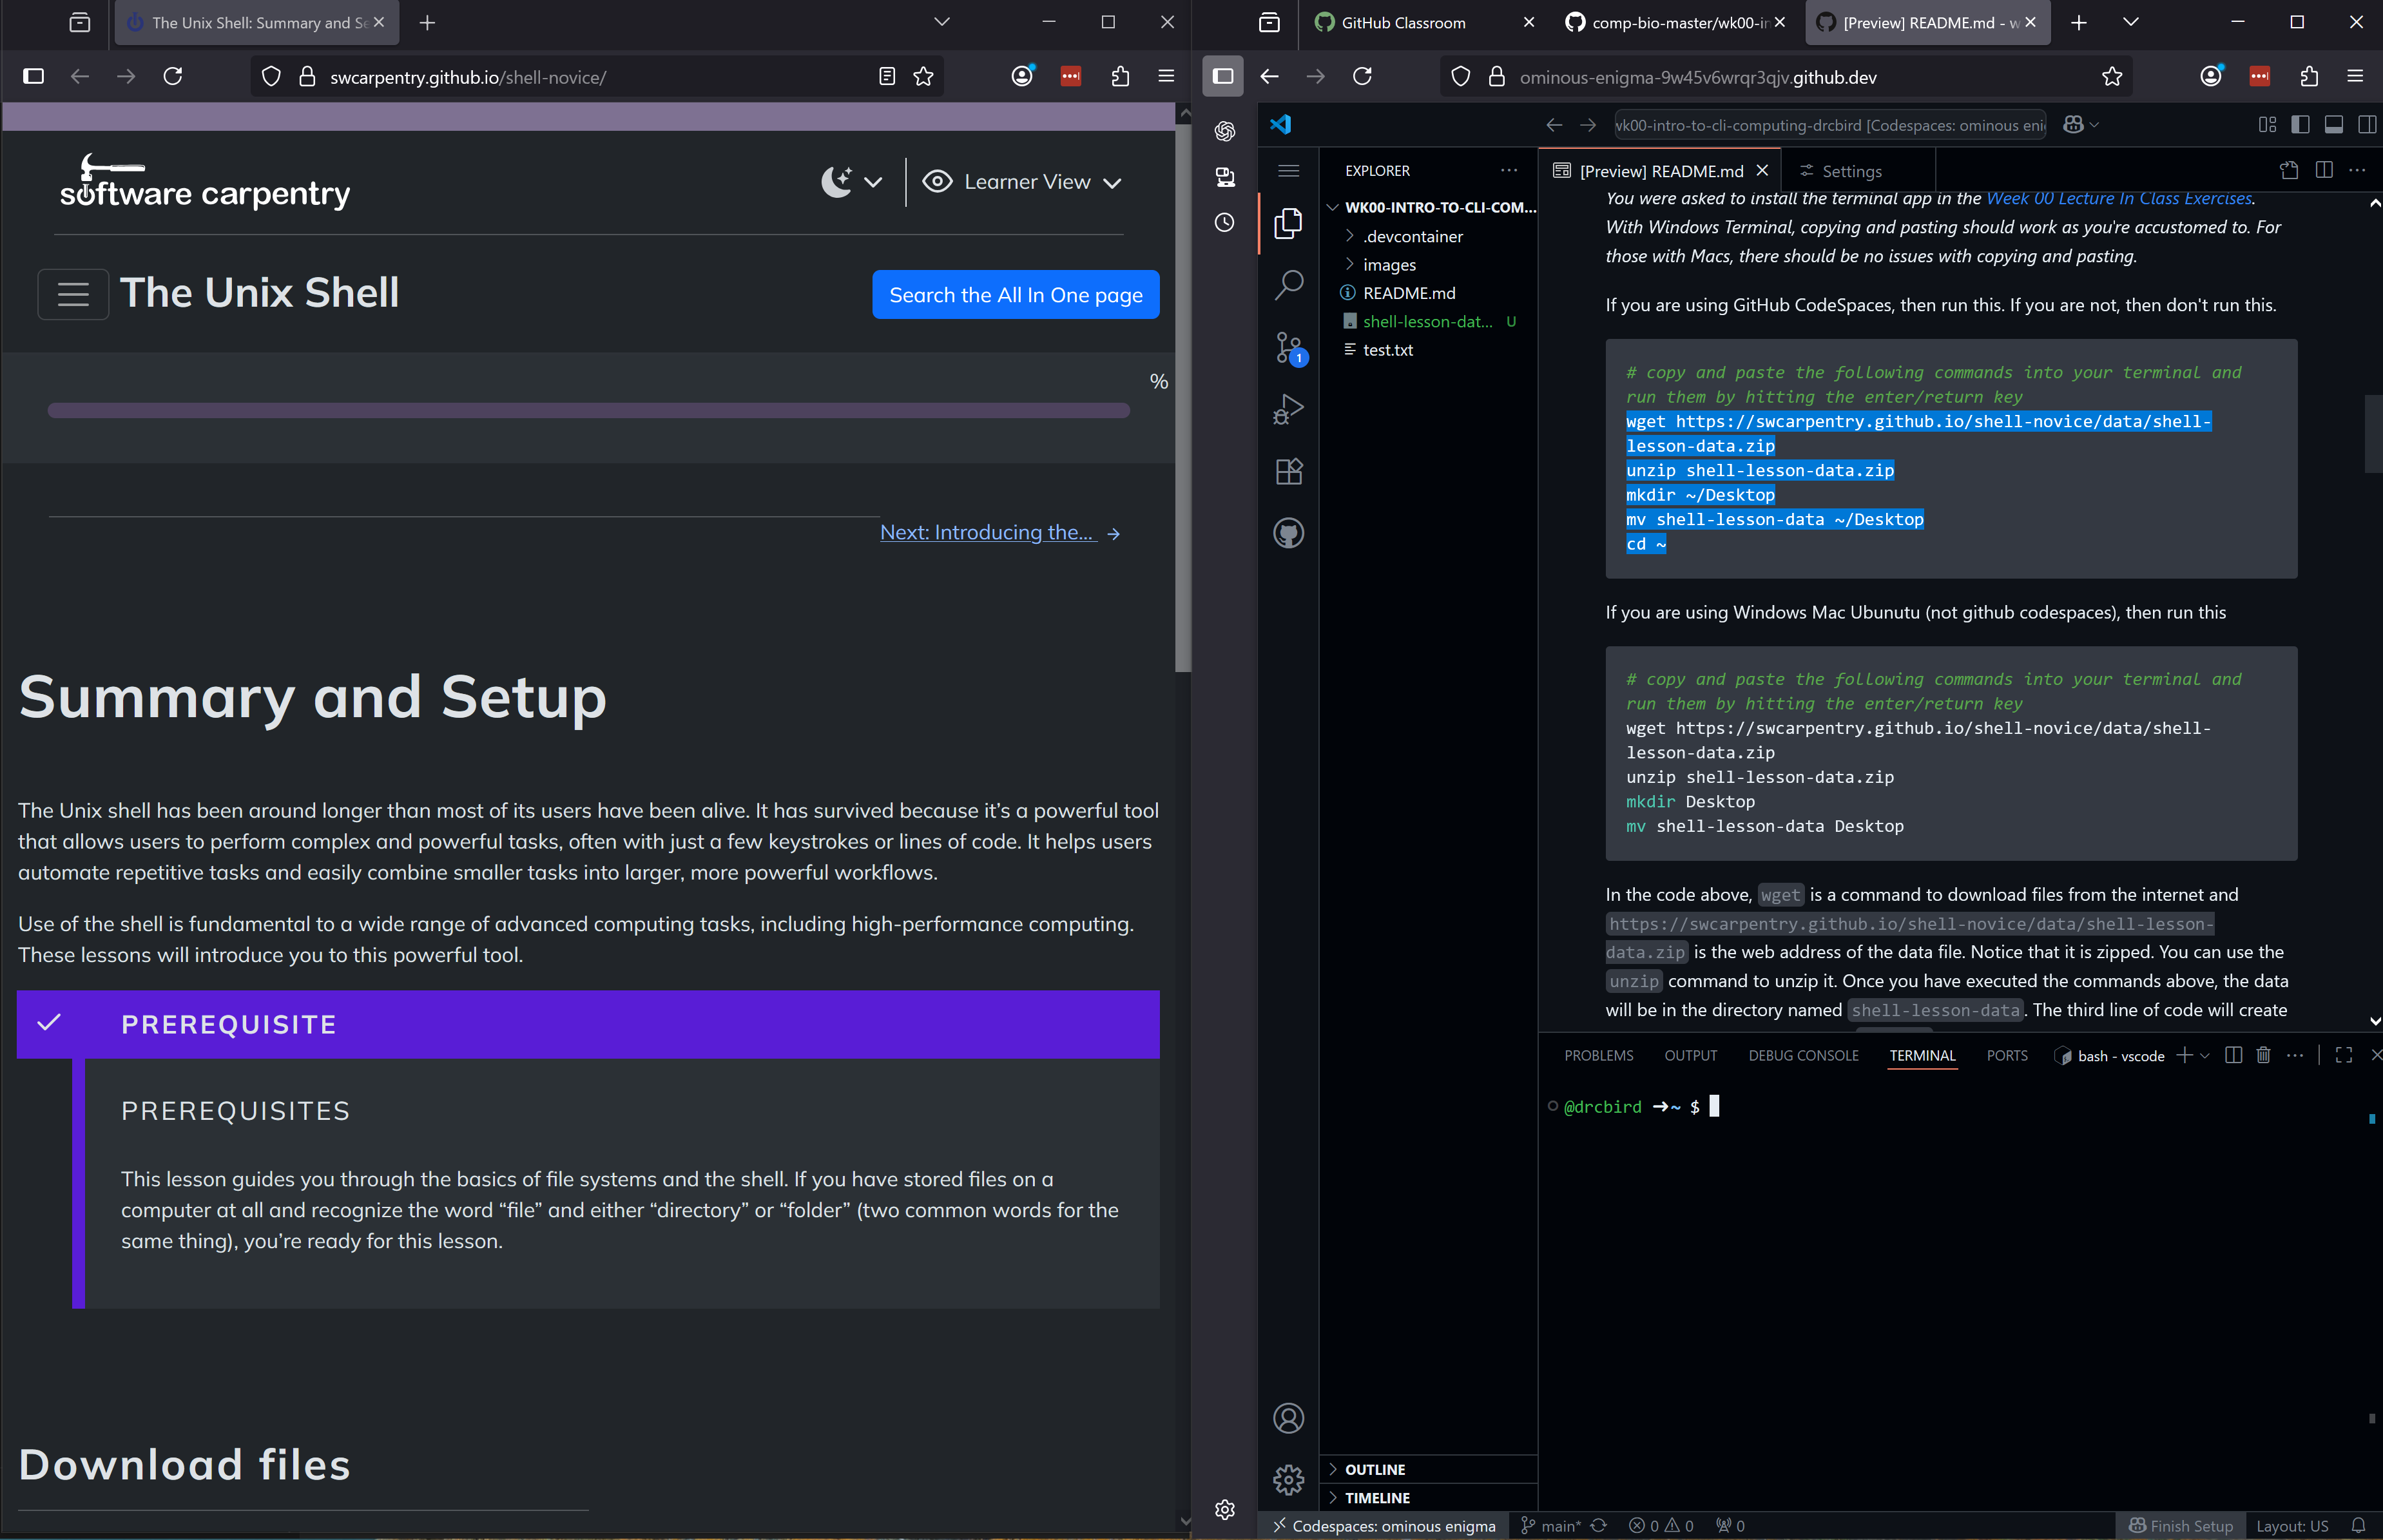 The Unix Shell: Summary and Se
swcarpentry.github.io/shell-novice/
software carpentry
Learner View
The Unix Shell
Search the All In One page
%
Next: Introducing the...
Summary and Setup
The Unix shell has been around longer than most of its users have been alive. It has survived because it’s a powerful tool
that allows users to perform complex and powerful tasks, often with just a few keystrokes or lines of code. It helps users
automate repetitive tasks and easily combine smaller tasks into larger, more powerful workflows.
Use of the shell is fundamental to a wide range of advanced computing tasks, including high-performance computing.
These lessons will introduce you to this powerful tool.
PREREQUISITE
PREREQUISITES
This lesson guides you through the basics of file systems and the shell. If you have stored files on a
computer at all and recognize the word “file” and either “directory” or “folder” (two common words for the
same thing), you’re ready for this lesson.
Download files
GitHub Classroom
comp-bio-master/wk00-in
[Preview] README.md - w
ominous-enigma-9w45v6wrqr3qjv.github.dev
wk00-intro-to-cli-computing-drcbird [Codespaces: ominous eni
EXPLORER
WK00-INTRO-TO-CLI-COM...
.devcontainer
images
README.md
shell-lesson-dat... U
test.txt
1
OUTLINE
TIMELINE
[Preview] README.md
Settings
You were asked to install the terminal app in the Week 00 Lecture In Class Exercises.
With Windows Terminal, copying and pasting should work as you're accustomed to. For
those with Macs, there should be no issues with copying and pasting.
If you are using GitHub CodeSpaces, then run this. If you are not, then don't run this.
# copy and paste the following commands into your terminal and
run them by hitting the enter/return key
wget https://swcarpentry.github.io/shell-novice/data/shell-
lesson-data.zip
unzip shell-lesson-data.zip
mkdir ~/Desktop
mv shell-lesson-data ~/Desktop
cd ~
If you are using Windows Mac Ubunutu (not github codespaces), then run this
# copy and paste the following commands into your terminal and
run them by hitting the enter/return key
wget https://swcarpentry.github.io/shell-novice/data/shell-
lesson-data.zip
unzip shell-lesson-data.zip
mkdir Desktop
mv shell-lesson-data Desktop
In the code above, wget is a command to download files from the internet and
https://swcarpentry.github.io/shell-novice/data/shell-lesson-
data.zip is the web address of the data file. Notice that it is zipped. You can use the
unzip command to unzip it. Once you have executed the commands above, the data
will be in the directory named shell-lesson-data. The third line of code will create
PROBLEMS OUTPUT DEBUG CONSOLE TERMINAL PORTS bash - vscode
@drcbird ➜ ~ $
Codespaces: ominous enigma main* 0 0 0 Finish Setup Layout: US